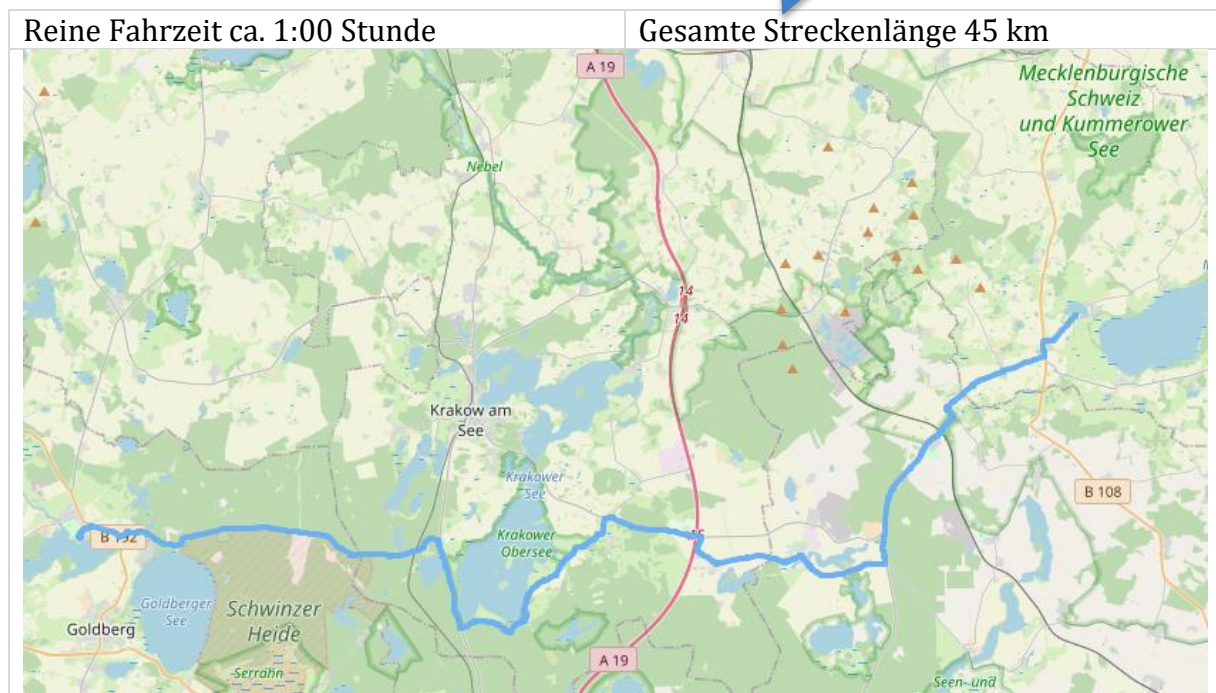 Reine Fahrzeit ca. 1:00 Stunde
Gesamte Streckenlänge 45 km
A 19
Mecklenburgische
Schweiz
und Kummerower
See
Nebel
14
14
Krakow am
See
Krakower
See
B 108
B 192
Krakower
Obersee
Goldberger
See
Schwinzer
Heide
Goldberg
A 19
Serrahn
Seen- und